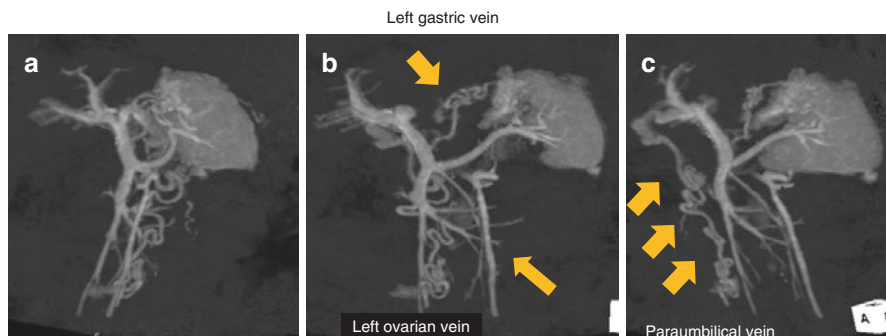 Left gastric vein
a
b
c
Left ovarian vein
Paraumbilical vein
A